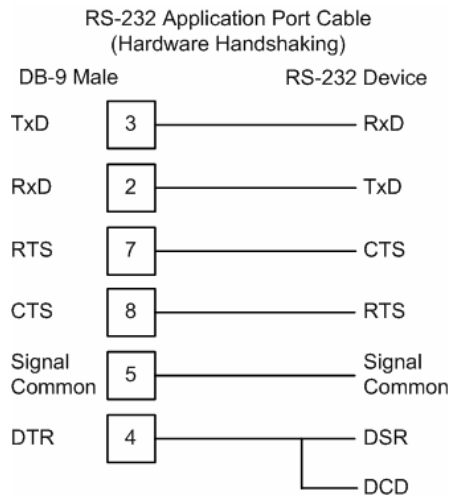 RS-232 Application Port Cable
(Hardware Handshaking)
DB-9 Male RS-232 Device
TxD 3 RxD
RxD 2 TxD
RTS 7 CTS
CTS 8 RTS
Signal Common 5 Signal Common
DTR 4 DSR
DCD